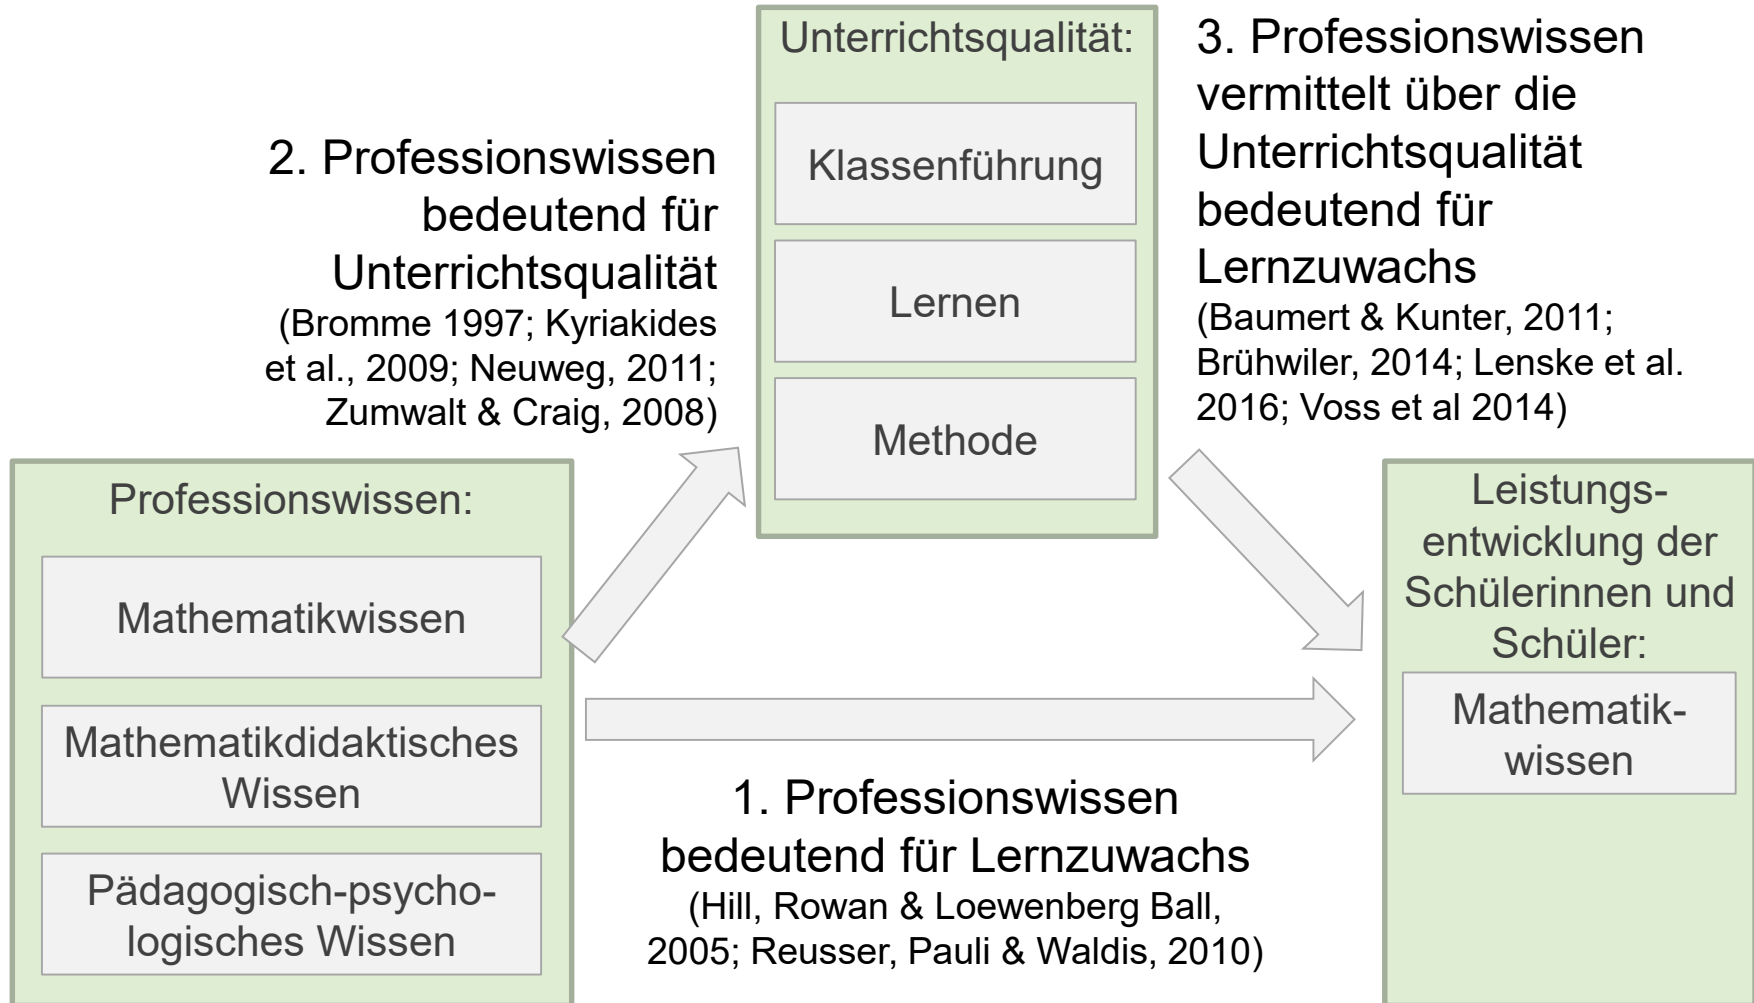 Unterrichtsqualität:
Klassenführung
Lernen
Methode
2. Professionswissen
bedeutend für
Unterrichtsqualität
(Bromme 1997; Kyriakides
et al., 2009; Neuweg, 2011;
Zumwalt & Craig, 2008)
3. Professionswissen
vermittelt über die
Unterrichtsqualität
bedeutend für
Lernzuwachs
(Baumert & Kunter, 2011;
Brühwiler, 2014; Lenske et al.
2016; Voss et al 2014)
Professionswissen:
Mathematikwissen
Mathematikdidaktisches
Wissen
Pädagogisch-psycho-
logisches Wissen
1. Professionswissen
bedeutend für Lernzuwachs
(Hill, Rowan & Loewenberg Ball,
2005; Reusser, Pauli & Waldis, 2010)
Leistungs-
entwicklung der
Schülerinnen und
Schüler:
Mathematik-
wissen